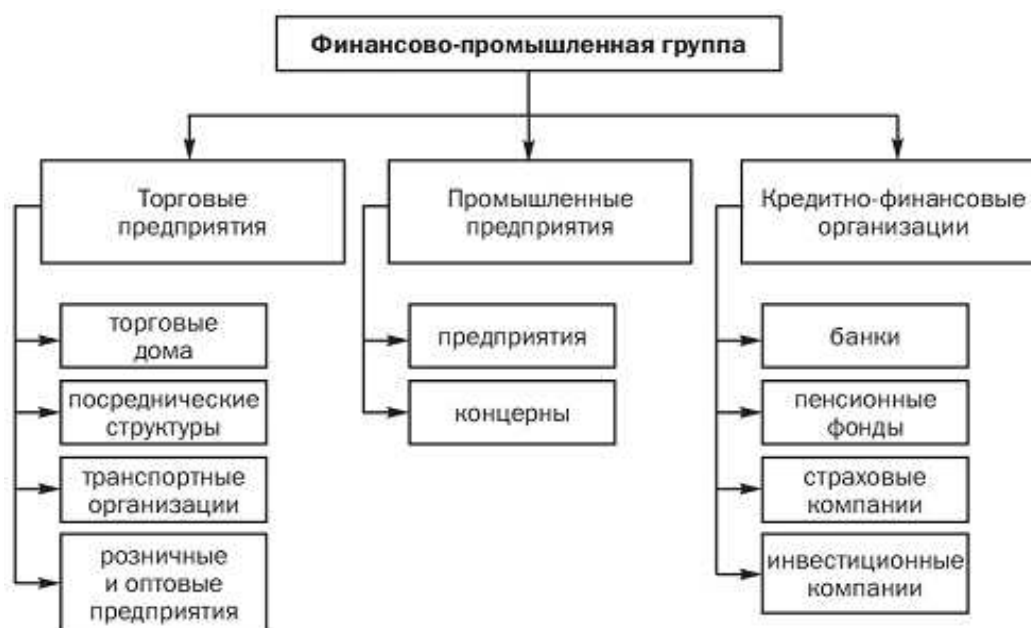 Финансово-промышленная группа
Торговые
предприятия
Промышленные
предприятия
Кредитно-финансовые
организации
торговые
дома
посреднические
структуры
транспортные
организации
розничные
и оптовые
предприятия
предприятия
концерны
банки
пенсионные
фонды
страховые
компании
инвестиционные
компании